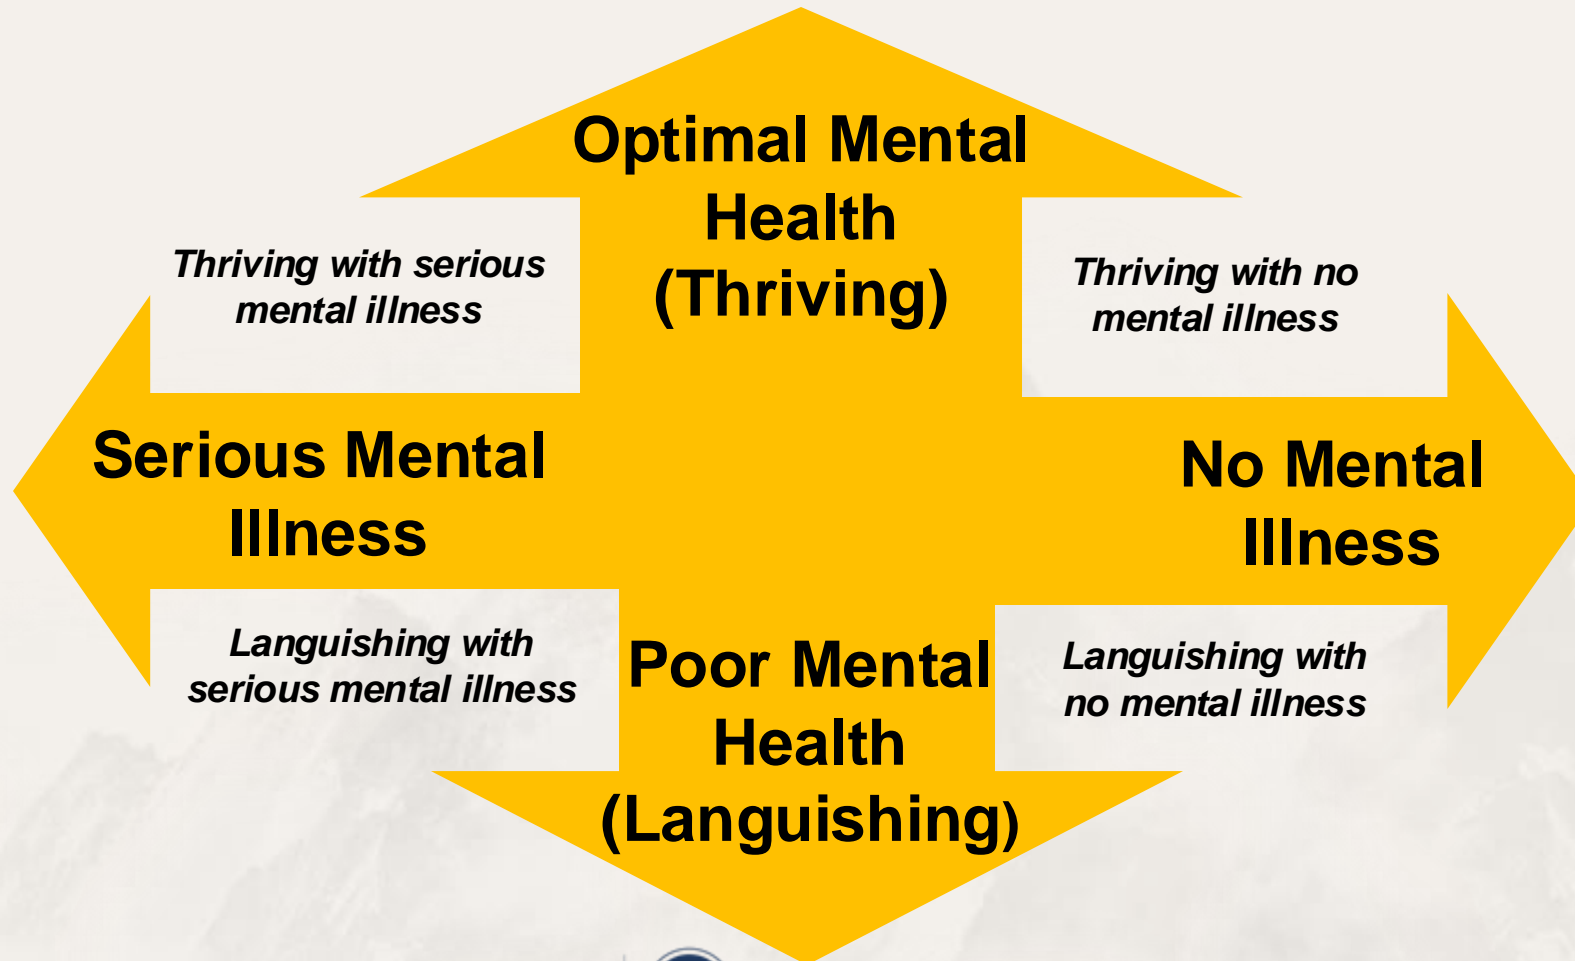 Optimal Mental
Health
(Thriving)
Thriving with serious
mental illness
Thriving with no
mental illness
Serious Mental
Illness
No Mental
Illness
Languishing with
serious mental illness
Poor Mental
Health
(Languishing)
Languishing with
no mental illness